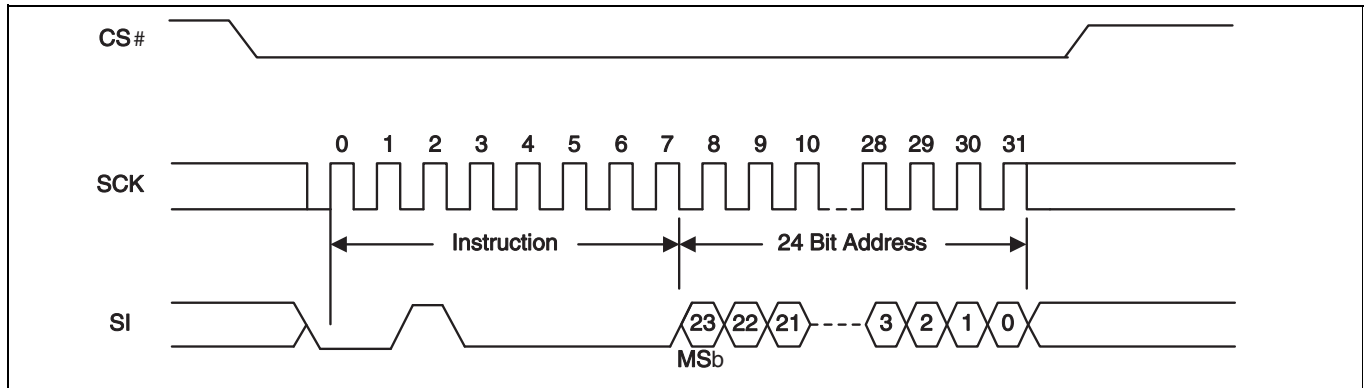 CS#
0 1 2 3 4 5 6 7 8 9 10 28 29 30 31
SCK
Instruction 24 Bit Address
SI 23 22 21 3 2 1 0
MSb